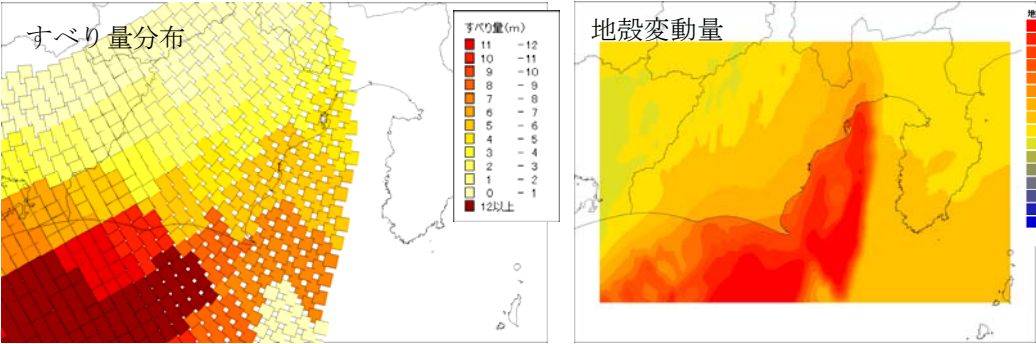 すべり量分布
すべり量(m)
11 - 12
10 - 11
9 - 10
8 - 9
7 - 8
6 - 7
5 - 6
4 - 5
3 - 4
2 - 3
1 - 2
0 - 1
12以上
地殻変動量
地